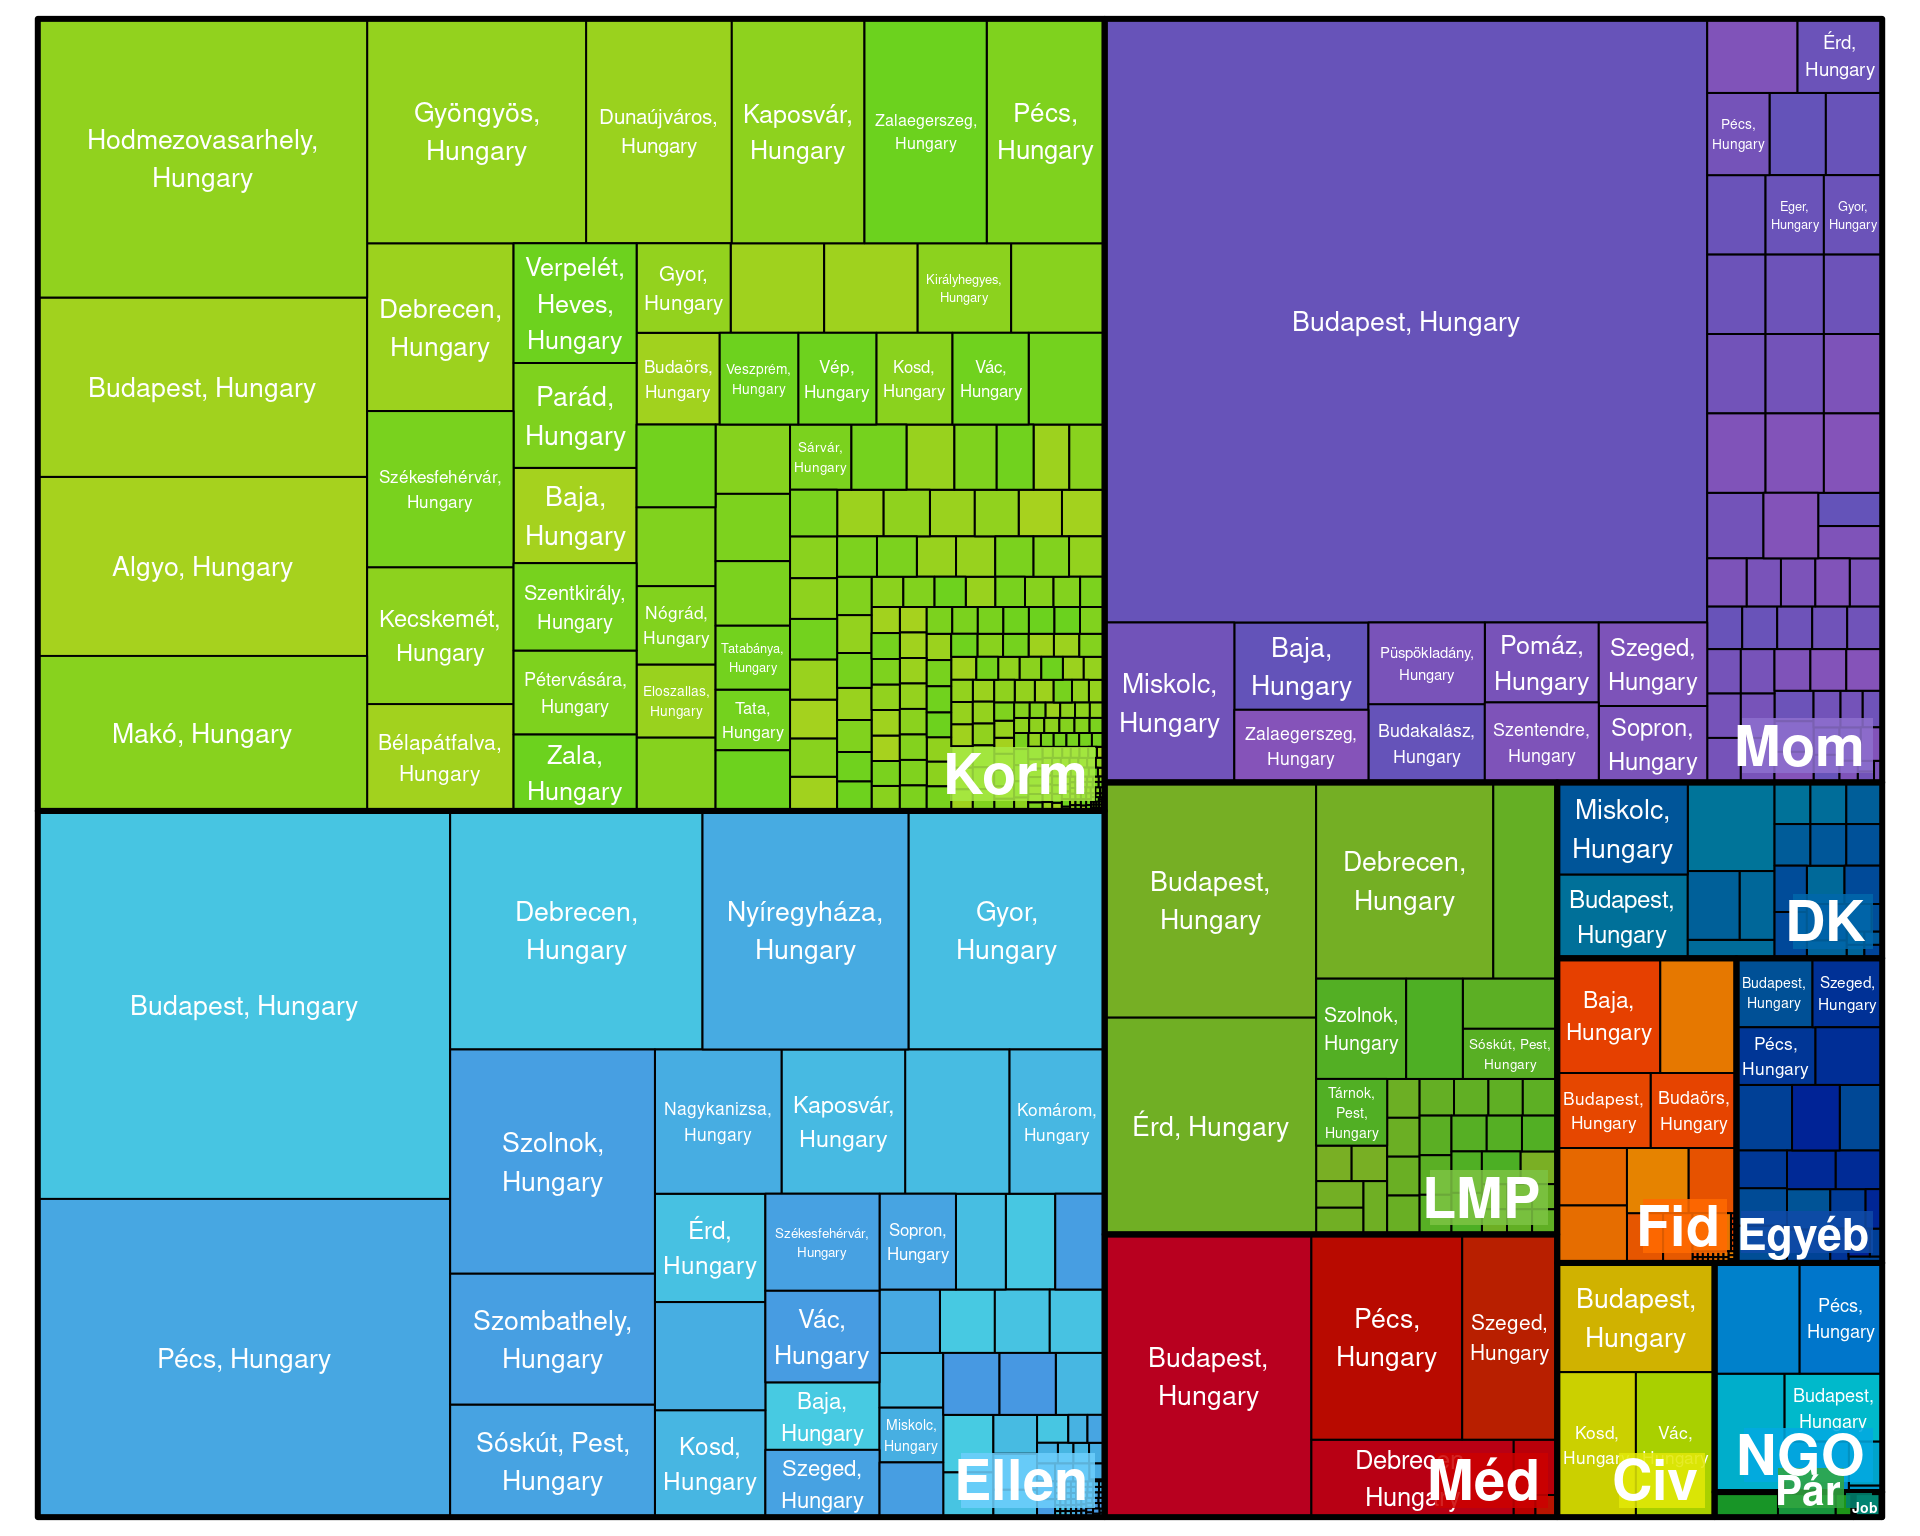 Hodmezovasarhely,
Hungary
Budapest, Hungary
Algyo, Hungary
Makó, Hungary
Gyöngyös,
Hungary
Dunaújváros,
Hungary
Kaposvár,
Hungary
Zalaegerszeg,
Hungary
Pécs,
Hungary
Debrecen,
Hungary
Székesfehérvár,
Hungary
Kecskemét,
Hungary
Bélapátfalva,
Hungary
Verpelét,
Heves,
Hungary
Parád,
Hungary
Baja,
Hungary
Szentkirály,
Hungary
Pétervására,
Hungary
Zala,
Hungary
Gyor,
Hungary
Királyhegyes,
Hungary
Budaörs,
Hungary
Veszprém,
Hungary
Vép,
Hungary
Kosd,
Hungary
Vác,
Hungary
Sárvár,
Hungary
Nógrád,
Hungary
Eloszallas,
Hungary
Tatabánya,
Hungary
Tata,
Hungary
Korm
Budapest, Hungary
Érd,
Hungary
Pécs,
Hungary
Eger,
Hungary
Gyor,
Hungary
Miskolc,
Hungary
Baja,
Hungary
Zalaegerszeg,
Hungary
Püspökladány,
Hungary
Budakalász,
Hungary
Pomáz,
Hungary
Szentendre,
Hungary
Szeged,
Hungary
Sopron,
Hungary
Mom
Budapest, Hungary
Pécs, Hungary
Debrecen,
Hungary
Nyíregyháza,
Hungary
Gyor,
Hungary
Szolnok,
Hungary
Szombathely,
Hungary
Sóskút, Pest,
Hungary
Nagykanizsa,
Hungary
Kaposvár,
Hungary
Komárom,
Hungary
Érd,
Hungary
Kosd,
Hungary
Székesfehérvár,
Hungary
Vác,
Hungary
Baja,
Hungary
Szeged,
Hungary
Sopron,
Hungary
Miskolc,
Hungary
Ellen
Budapest,
Hungary
Érd, Hungary
Debrecen,
Hungary
Szolnok,
Hungary
Sóskút, Pest,
Hungary
Tárnok,
Pest,
Hungary
LMP
Budapest,
Hungary
Pécs,
Hungary
Szeged,
Hungary
Debrecen,
Hungary
Méd
Miskolc,
Hungary
Budapest,
Hungary
DK
Baja,
Hungary
Budapest,
Hungary
Budaörs,
Hungary
Fid
Budapest,
Hungary
Szeged,
Hungary
Pécs,
Hungary
Egyéb
Budapest,
Hungary
Kosd,
Hungary
Vác,
Hungary
Civ
Pécs,
Hungary
Budapest,
Hungary
NGO
Pár
Job